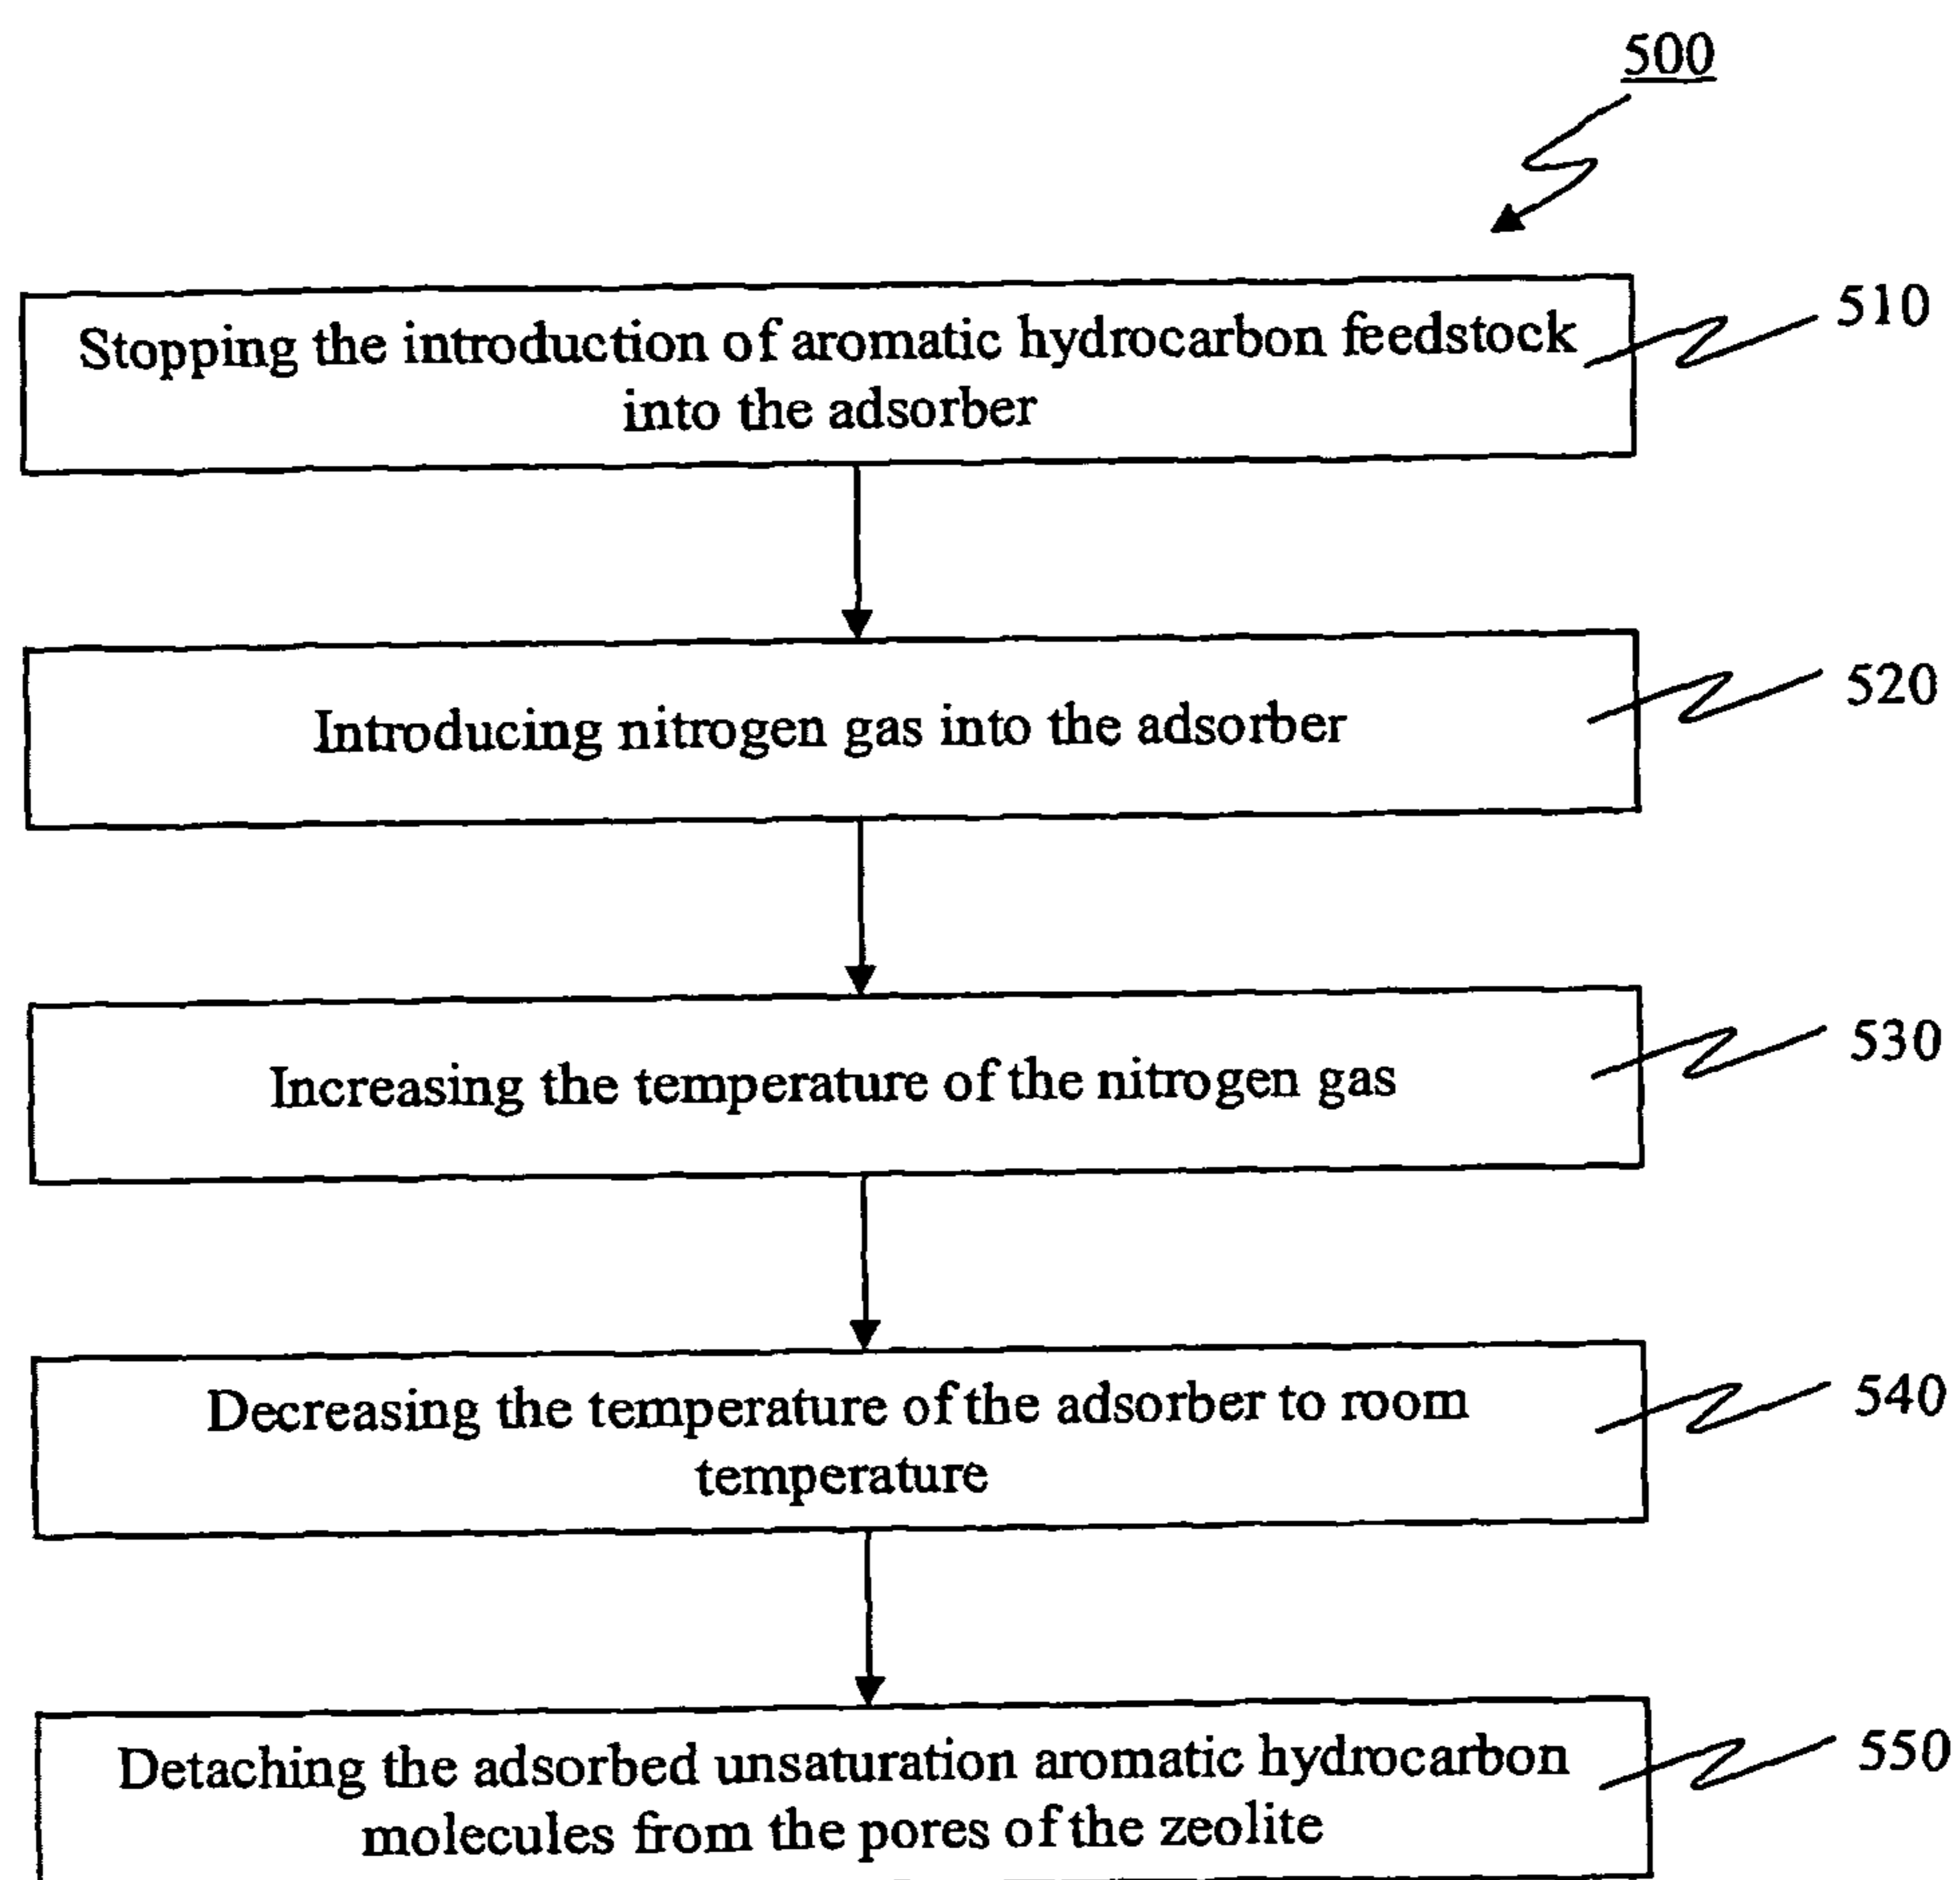 500
Stopping the introduction of aromatic hydrocarbon feedstock
into the adsorber
510
Introducing nitrogen gas into the adsorber
520
Increasing the temperature of the nitrogen gas
530
Decreasing the temperature of the adsorber to room
temperature
540
Detaching the adsorbed unsaturation aromatic hydrocarbon
molecules from the pores of the zeolite
550